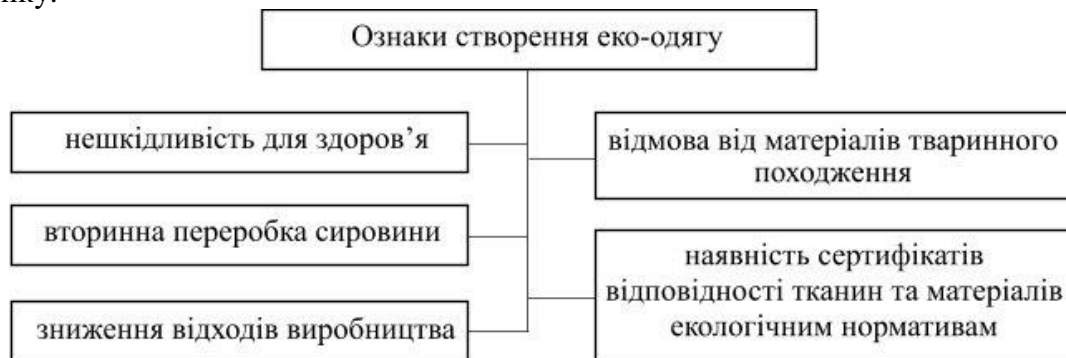 Ознаки створення еко-одягу
нешкідливість для здоров’я
вторинна переробка сировини
зниження відходів виробництва
відмова від матеріалів тваринного
походження
наявність сертифікатів
відповідності тканин та матеріалів
екологічним нормативам